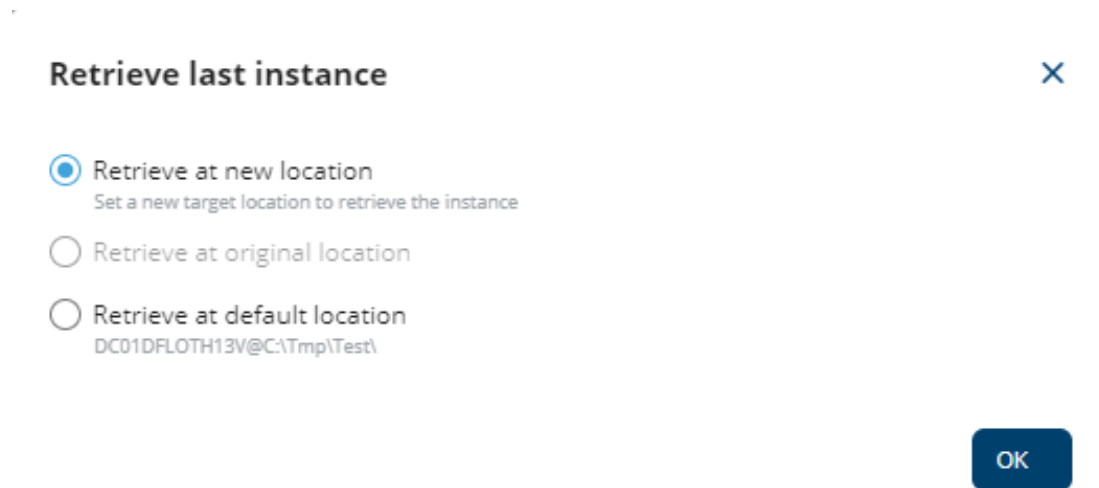 Retrieve last instance
Retrieve at new location
Set a new target location to retrieve the instance
Retrieve at original location
Retrieve at default location
DC01DFLOTH13V@C:\Tmp\Test\
OK